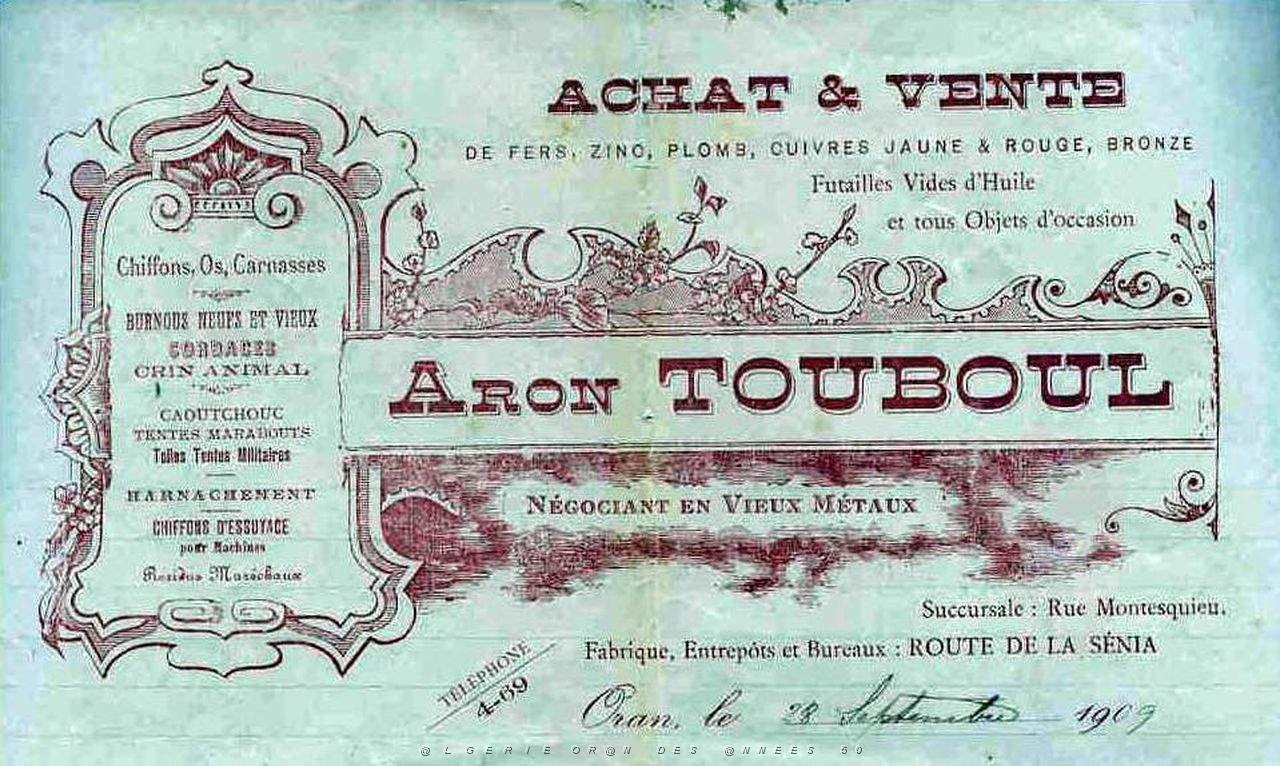 ACHAT & VENTE
DE FERS, ZINC, PLOMB, CUIVRES JAUNE & ROUGE, BRONZE
Futailles Vides d'Huile
et tous Objets d'occasion
Chiffons, Os, Carnasses
BURNOUS NEUFS ET VIEUX
CORDAGES
CRIN ANIMAL
CAOUTCHOUC
TENTES MARABOUTS
Toiles Tentes Militaires
HARNACHEMENT
CHIFFONS D'ESSUYAGE
pour Machines
Rondus Maréchaux
ARON TOUBOUL
NÉGOCIANT EN VIEUX MÉTAUX
Succursale : Rue Montesquieu.
Fabrique, Entrepôts et Bureaux : ROUTE DE LA SÉNIA
TÉLÉPHONE
4-69
Oran, le 28 Septembre 1909
@LGERIE OR@N DES @NNEES 50